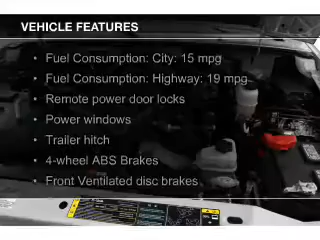 VEHICLE FEATURES
• Fuel Consumption: City: 15 mpg
• Fuel Consumption: Highway: 19 mpg
• Remote power door locks
• Power windows
• Trailer hitch
• 4-wheel ABS Brakes
• Front Ventilated disc brakes